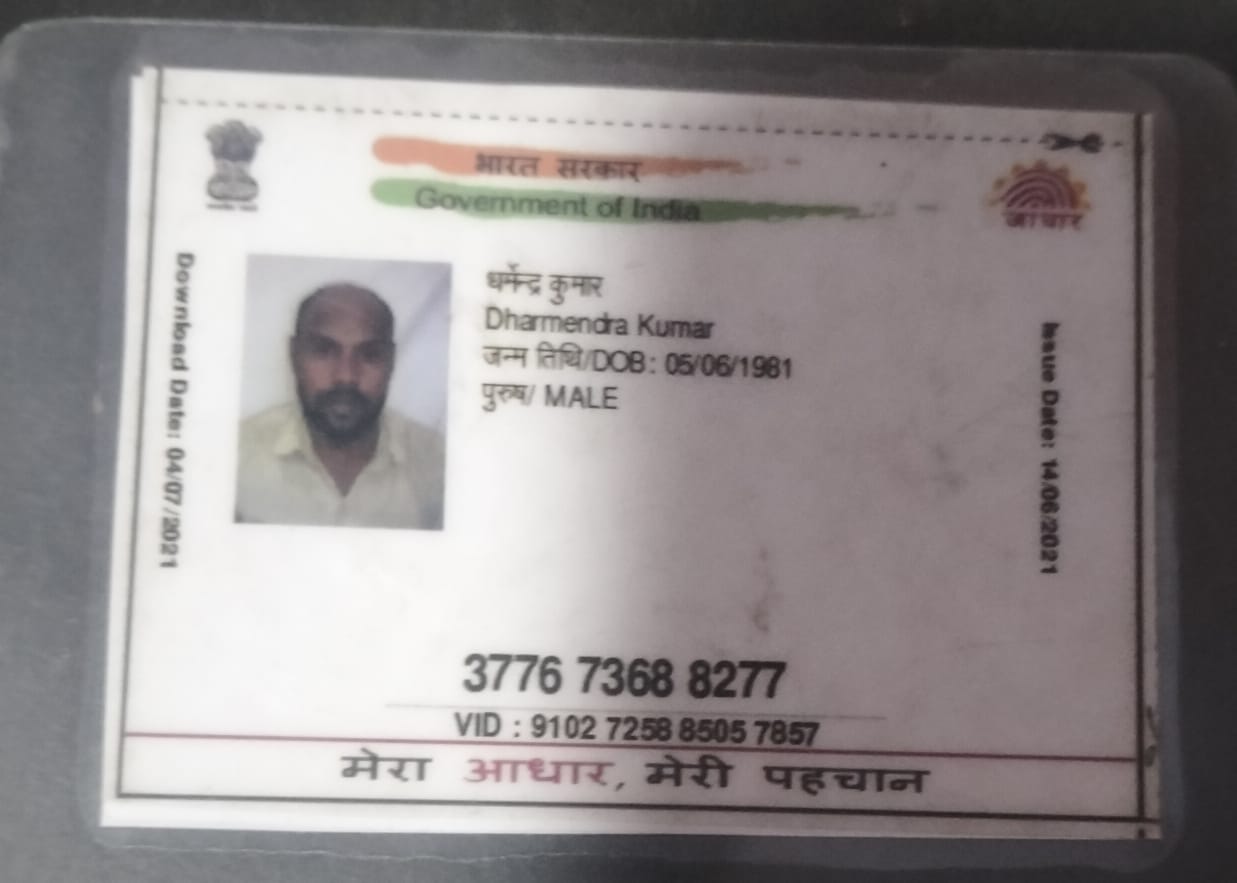 भारत सरकार
Government of India
आधार
Download Date: 04/07/2021
धर्मेन्द्र कुमार
Dharmendra Kumar
जन्म तिथि/DOB: 05/06/1981
पुरुष/ MALE
Issue Date: 14/06/2021
3776 7368 8277
VID : 9102 7258 8505 7857
मेरा आधार, मेरी पहचान